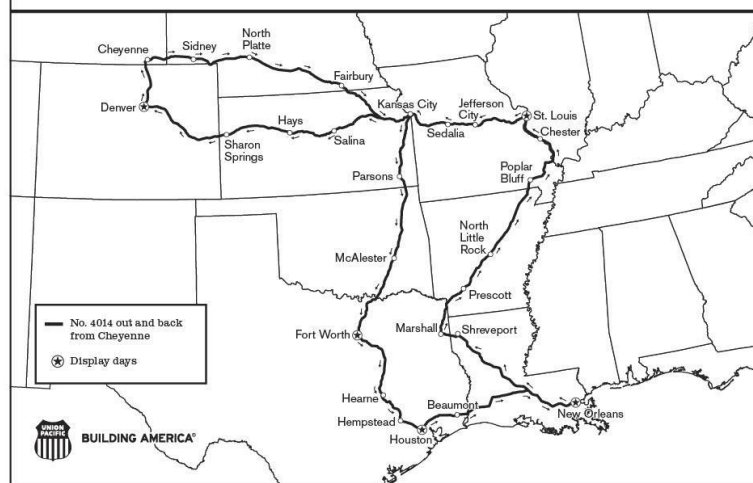 North
Platte
Cheyenne
Sidney
Fairbury
Denver
Kansas City
Jefferson
City
St. Louis
Hays
Sedalia
Chester
Sharon
Springs
Salina
Parsons
Poplar
Bluff
North
Little
Rock
McAlester
Prescott
No. 4014 out and back
from Cheyenne
Display days
Fort Worth
Marshall
Shreveport
Hearne
Beaumont
Hempstead
New Orleans
Houston
UNION
PACIFIC
BUILDING AMERICA®